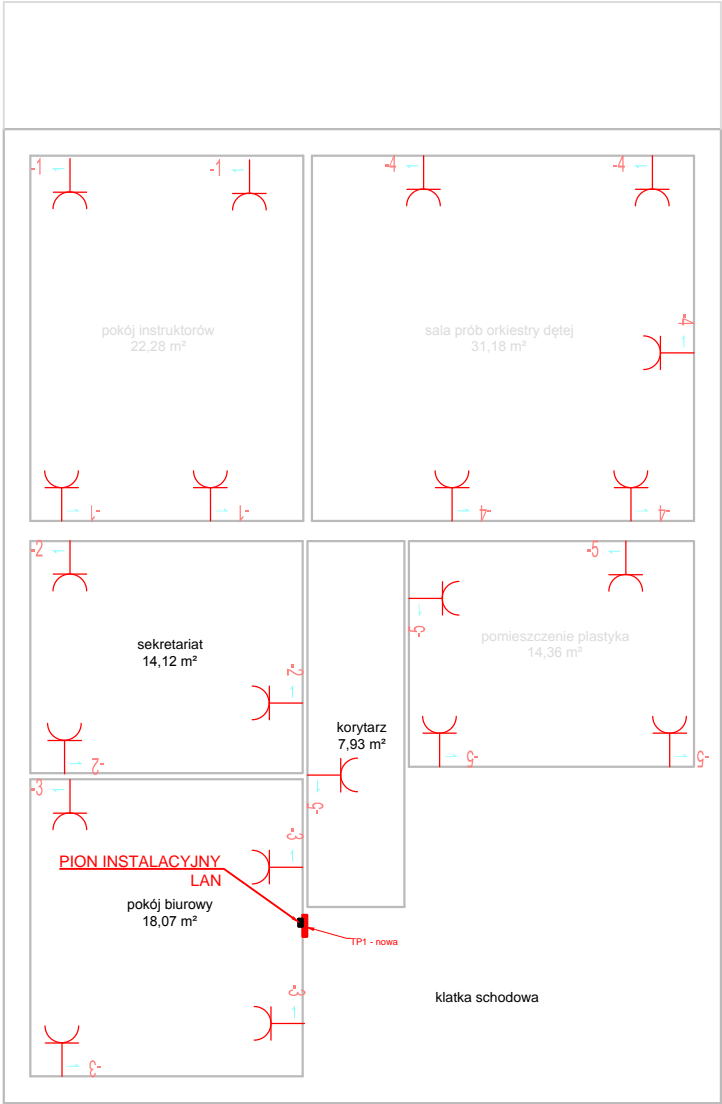 -1
-1
-4
-4
-4
pokój instruktorów
22,28 m²
sala prób orkiestry dętej
31,18 m²
-1
-1
-4
-4
-2
-5
-5
sekretariat
14,12 m²
pomieszczenie plastyka
14,36 m²
-2
korytarz
7,93 m²
-2
-5
-5
-3
-5
-3
PION INSTALACYJNY
LAN
pokój biurowy
18,07 m²
TP1 - nowa
-3
klatka schodowa
-3